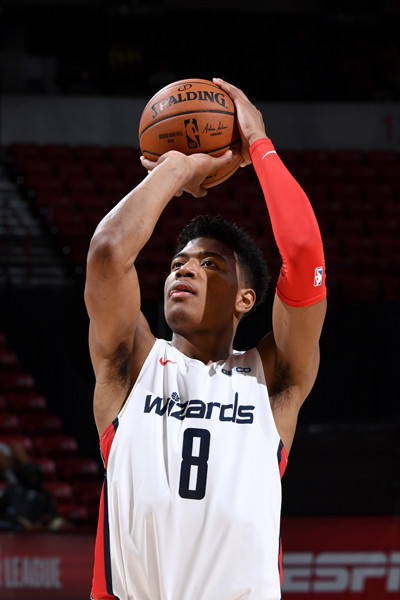 SPALDING
NBA
wizards
8
LEAGUE
ESPN